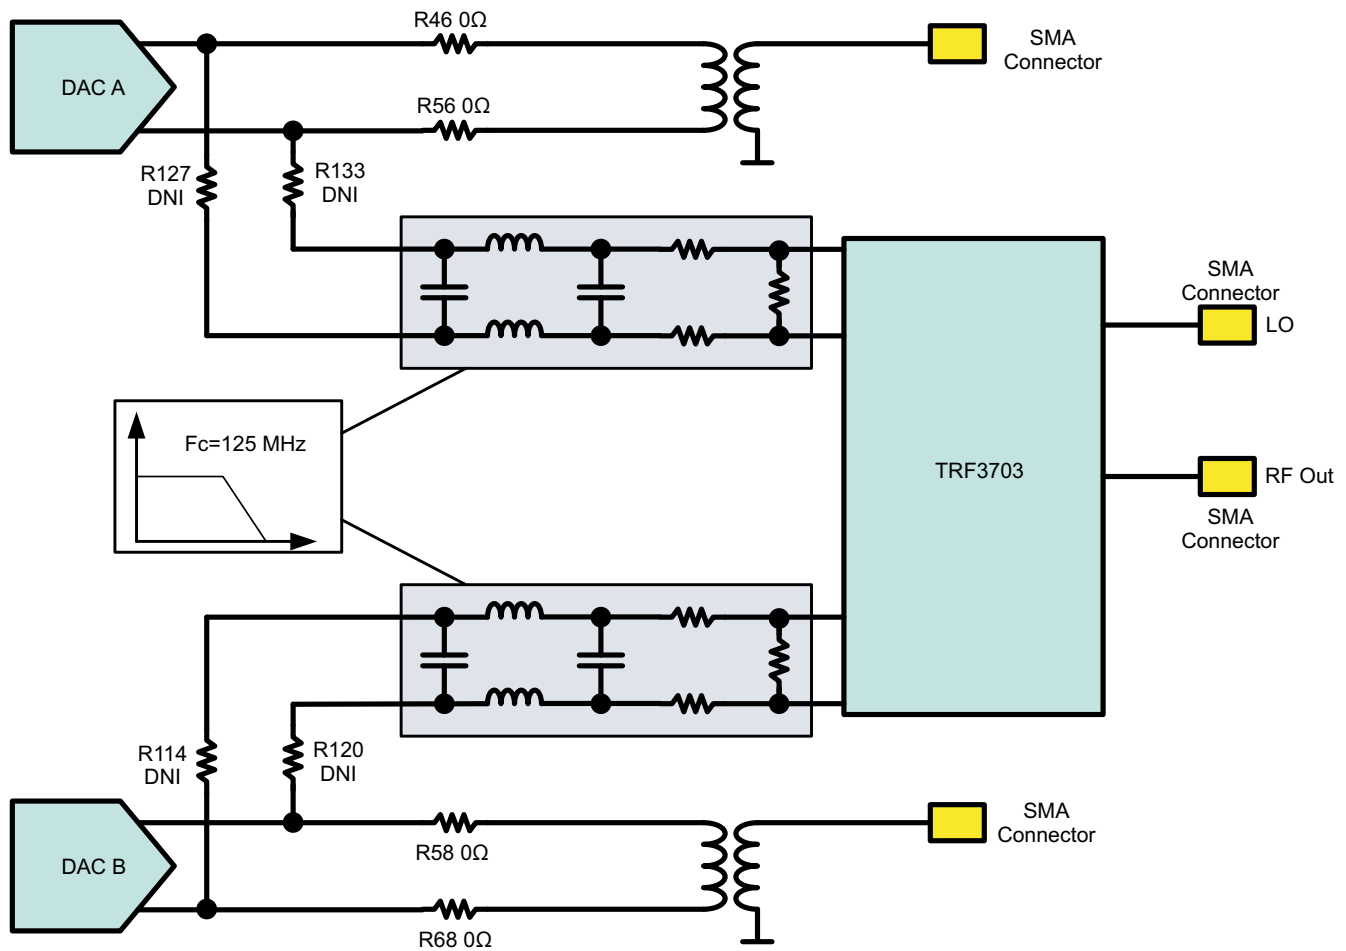 R46 0Ω
SMA
Connector
DAC A
R56 0Ω
R127
DNI
R133
DNI
SMA
Connector
LO
Fc=125 MHz
TRF3703
RF Out
SMA
Connector
R114
DNI
R120
DNI
SMA
Connector
DAC B
R58 0Ω
R68 0Ω